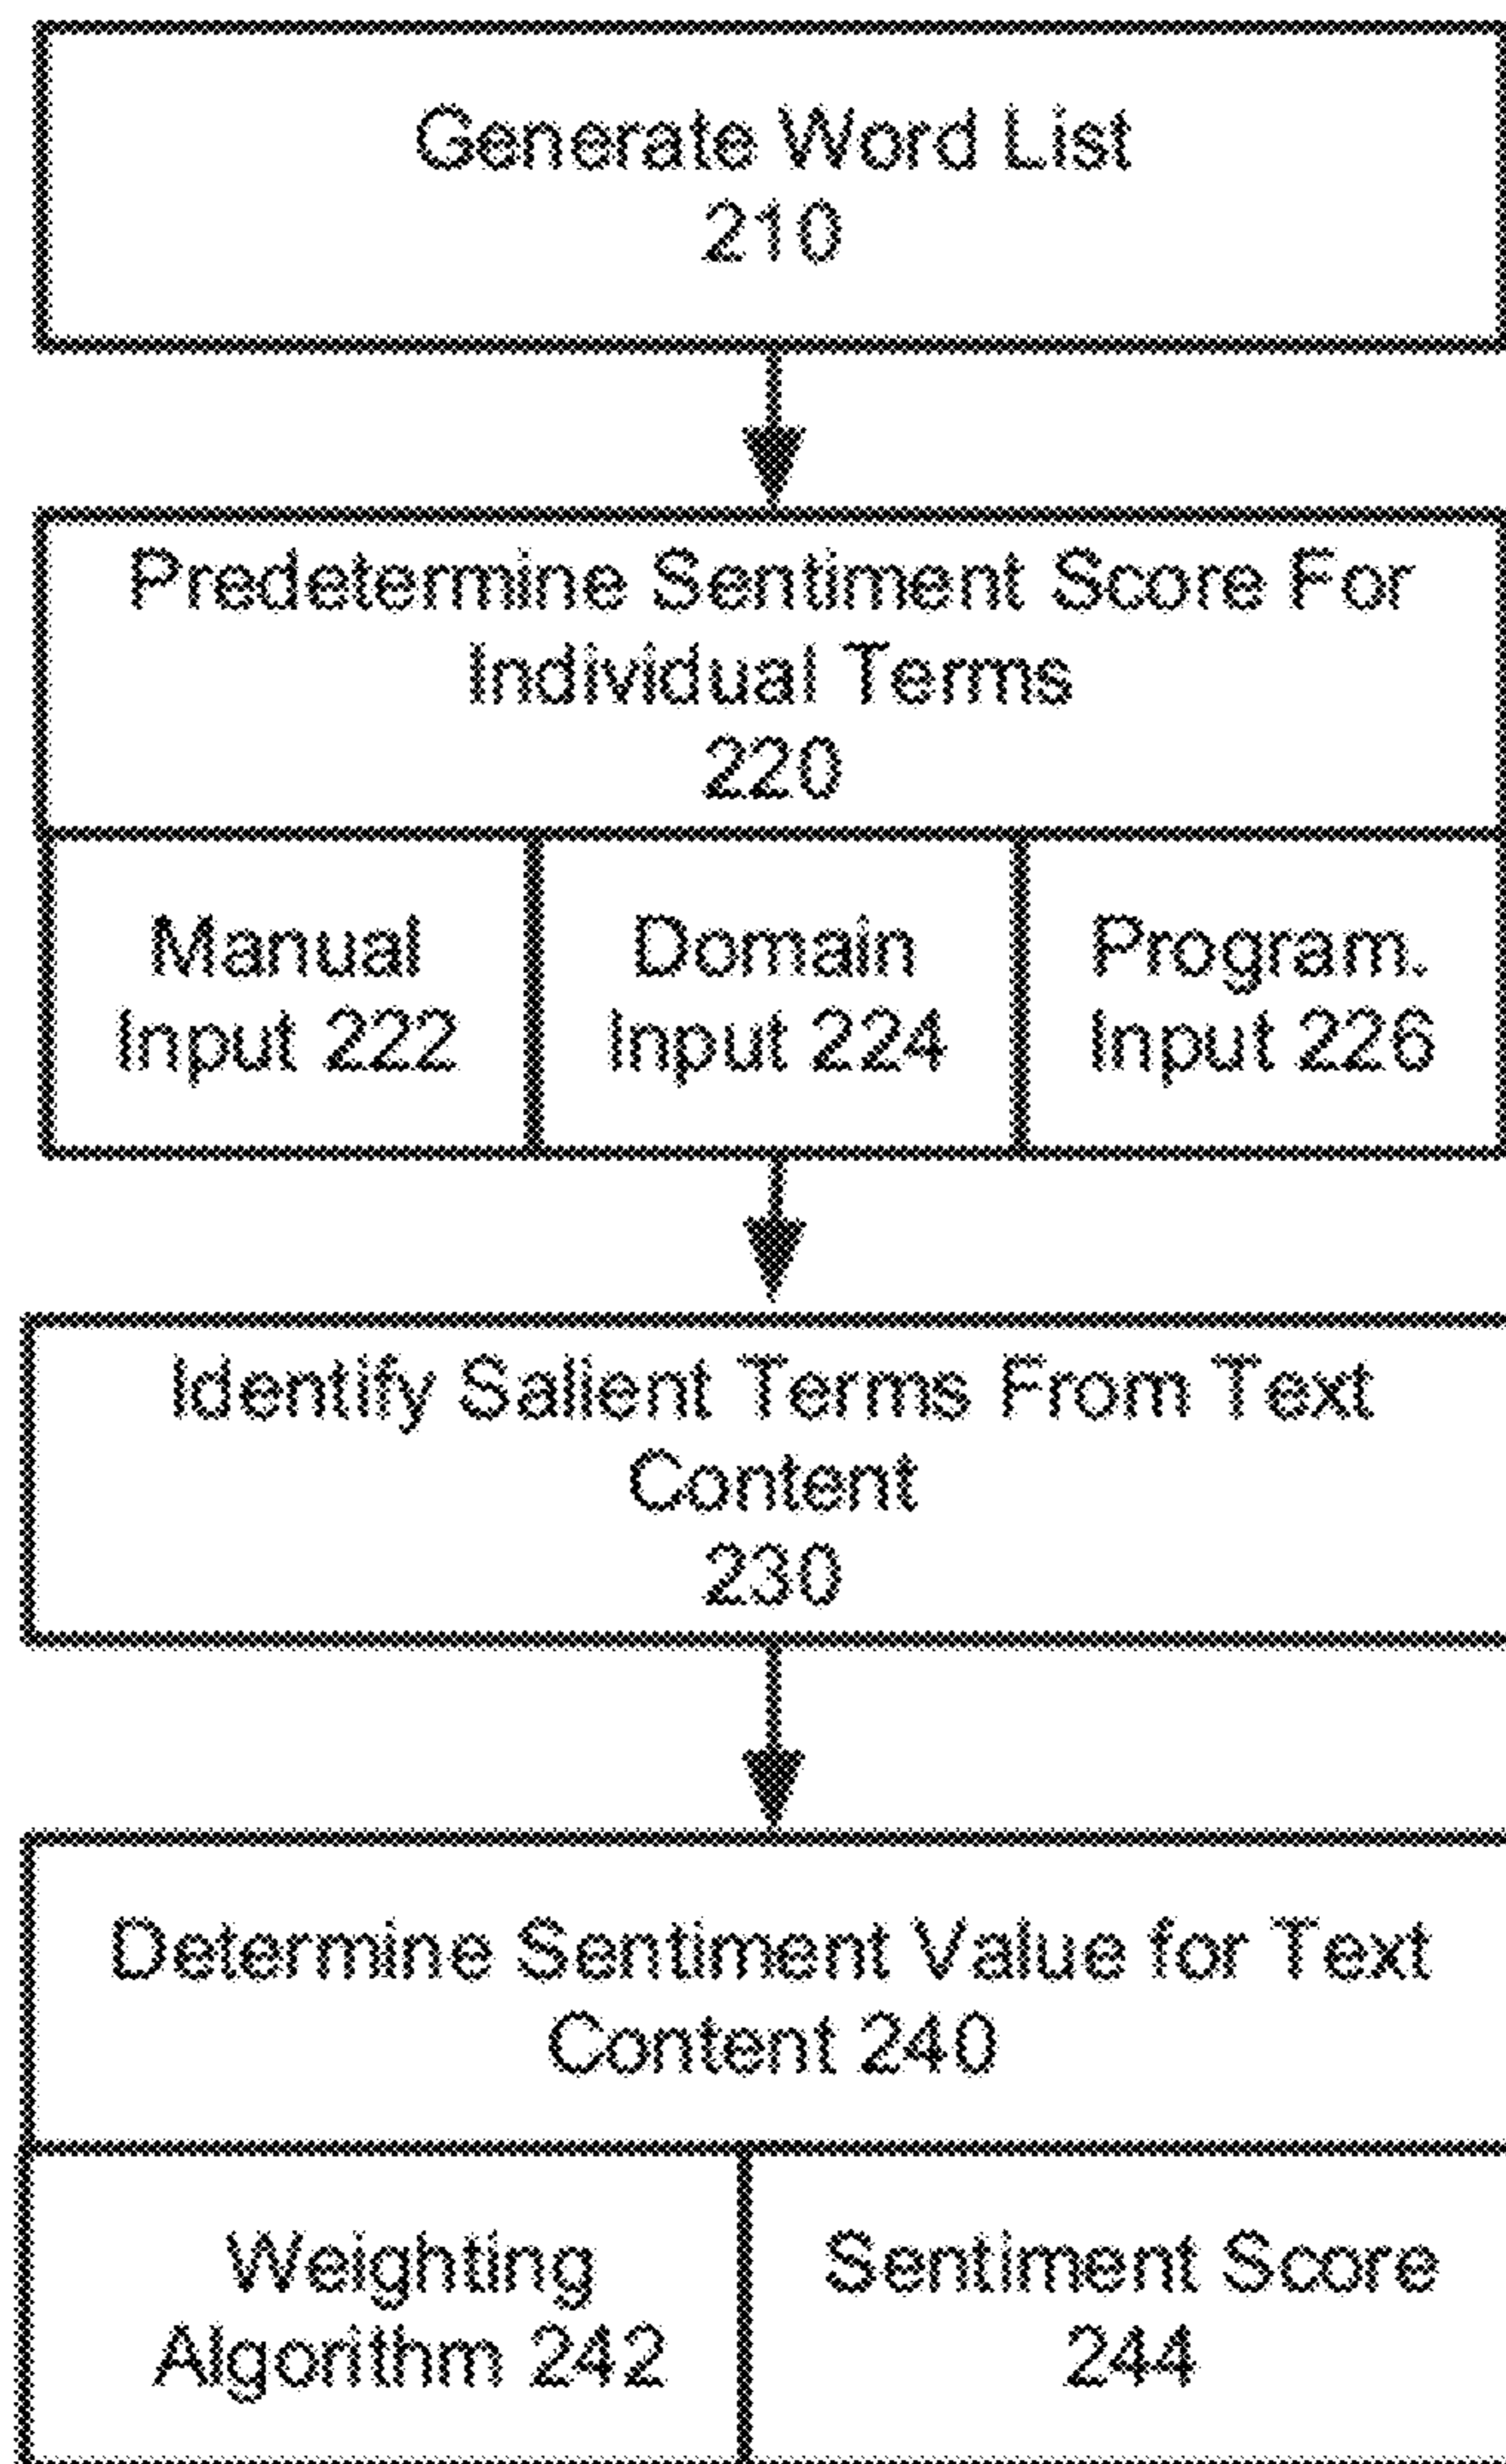 Generate Word List
210
Predetermine Sentiment Score For
Individual Terms
220
Manual
Input 222
Domain
Input 224
Program.
Input 226
Identify Salient Terms From Text
Content
230
Determine Sentiment Value for Text
Content 240
Weighting
Algorithm 242
Sentiment Score
244